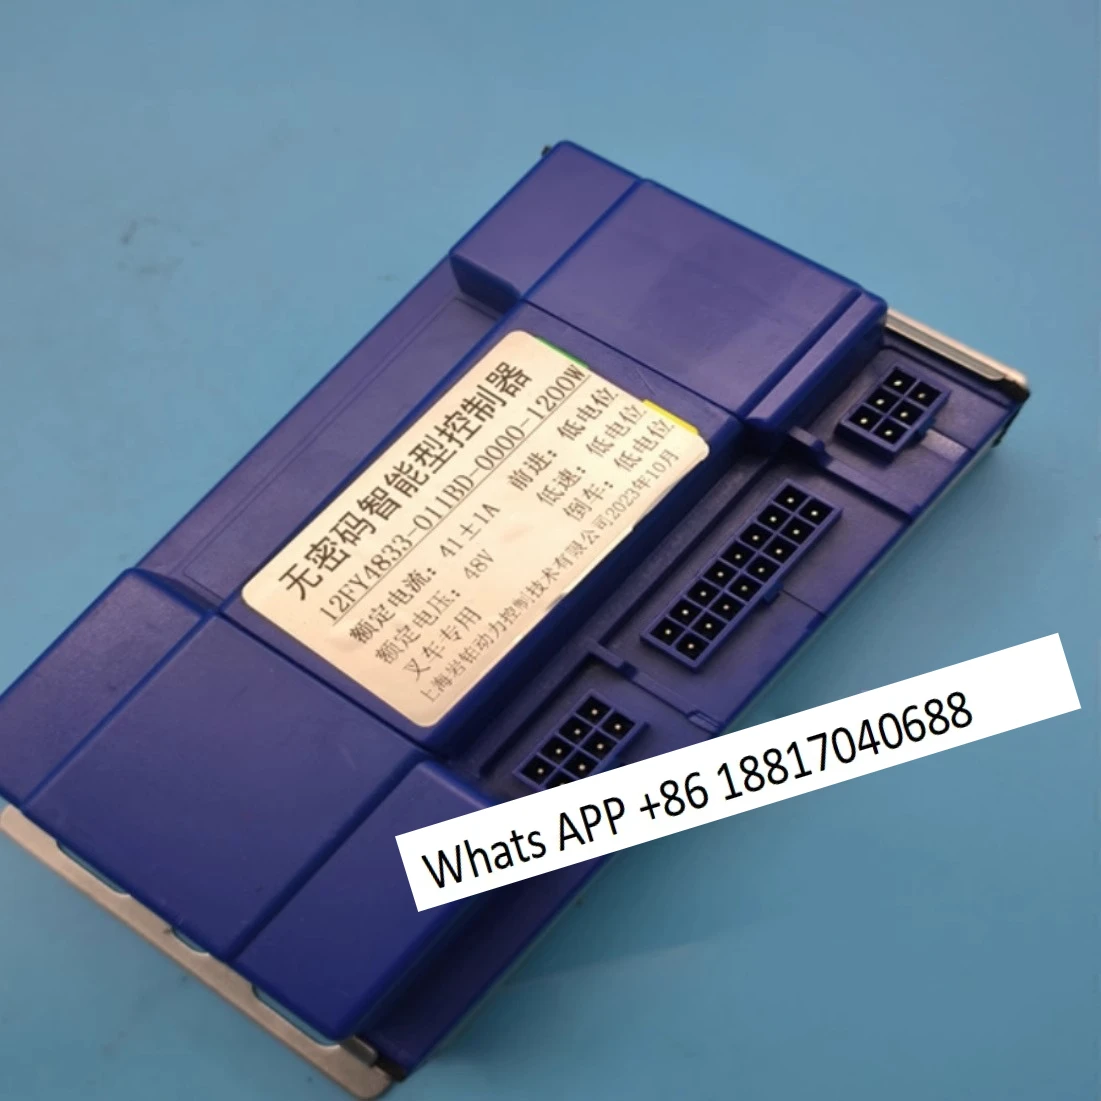 无密码智能型控制器
12FY4833-011BD-0000-1200W
额定电流：41±1A 前进：低电位
额定电压：48V 低速：低电位
叉车专用 倒车：低电位
上海岩铂动力控制技术有限公司2023年10月
Whats APP +86 18817040688